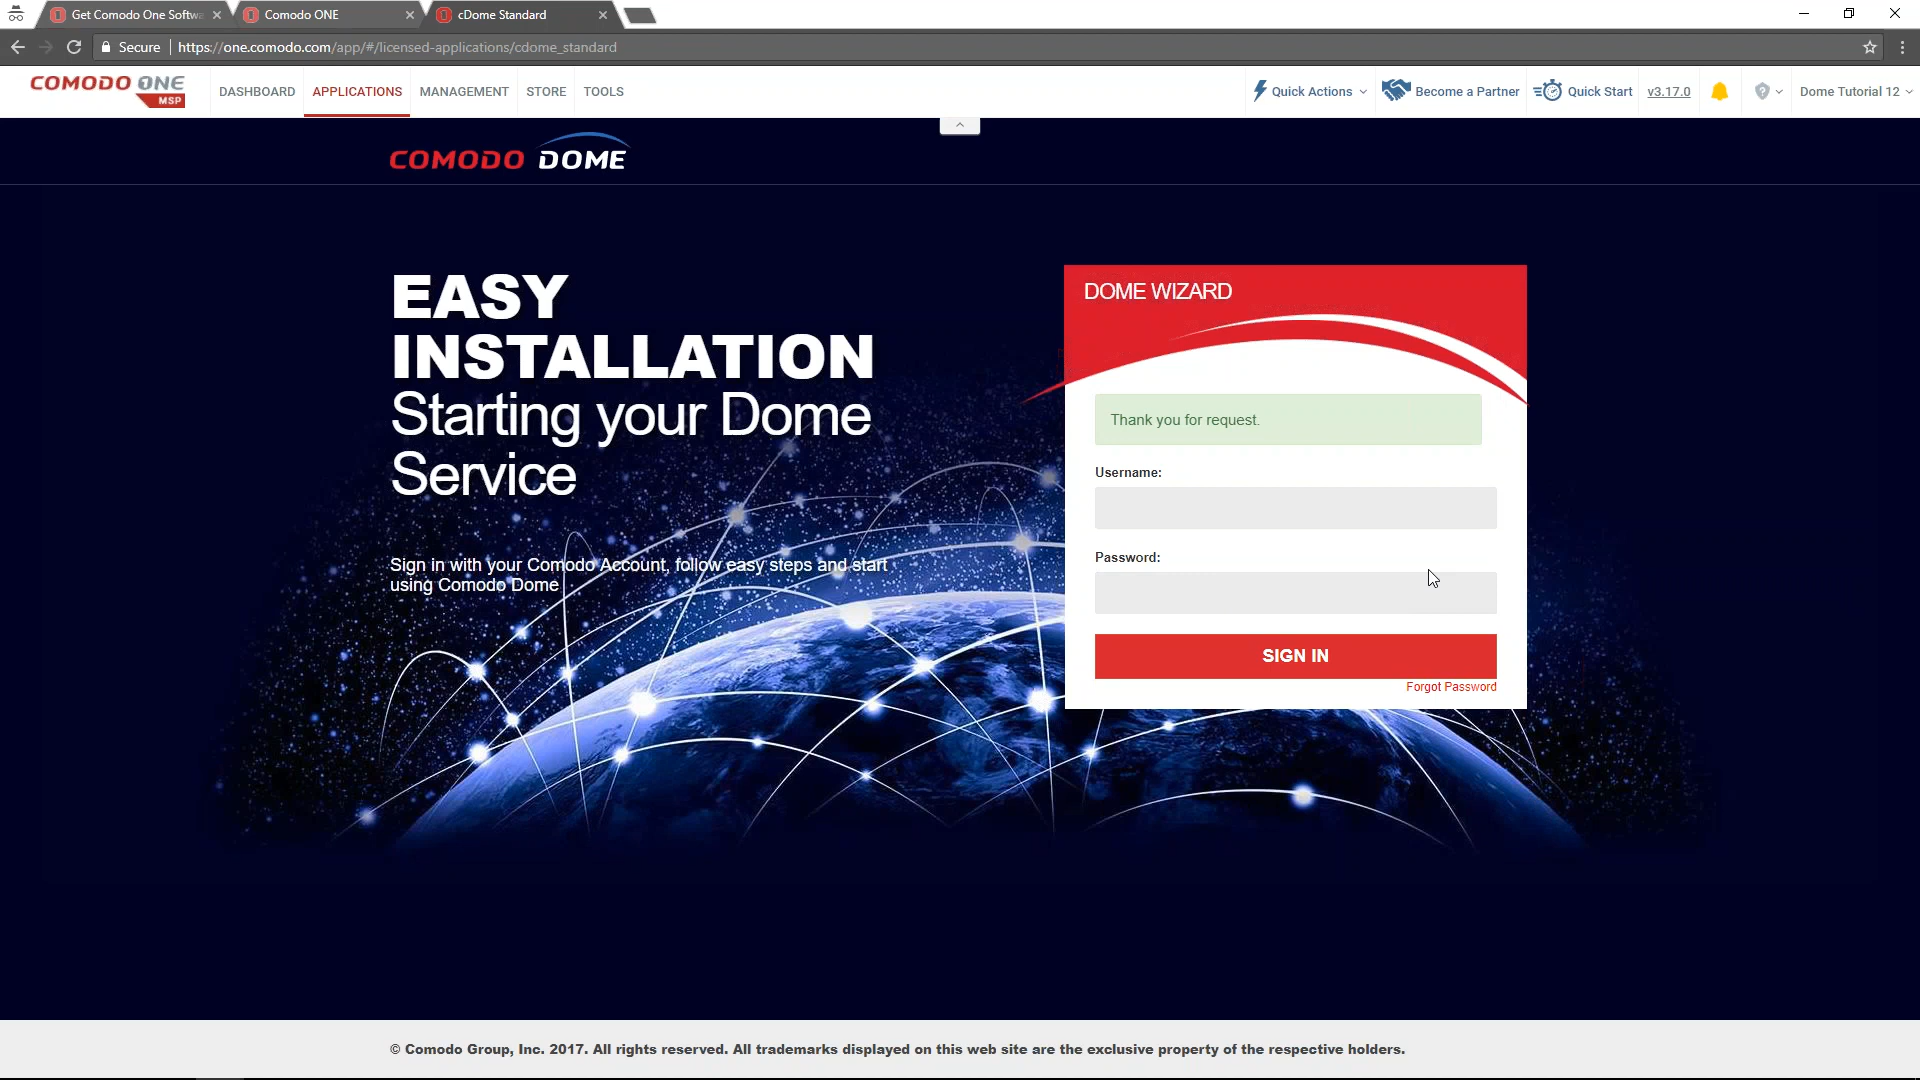 Get Comodo One Softwa
Comodo ONE
cDome Standard
Secure
https://one.comodo.com/app/#/licensed-applications/cdome_standard
COMODO ONE
MSP
DASHBOARD
APPLICATIONS
MANAGEMENT
STORE
TOOLS
Quick Actions
Become a Partner
Quick Start
v3.17.0
Dome Tutorial 12
COMODO DOME
EASY
INSTALLATION
Starting your Dome
Service
Sign in with your Comodo Account, follow easy steps and start
using Comodo Dome
DOME WIZARD
Thank you for request.
Username:
Password:
SIGN IN
Forgot Password
© Comodo Group, Inc. 2017. All rights reserved. All trademarks displayed on this web site are the exclusive property of the respective holders.